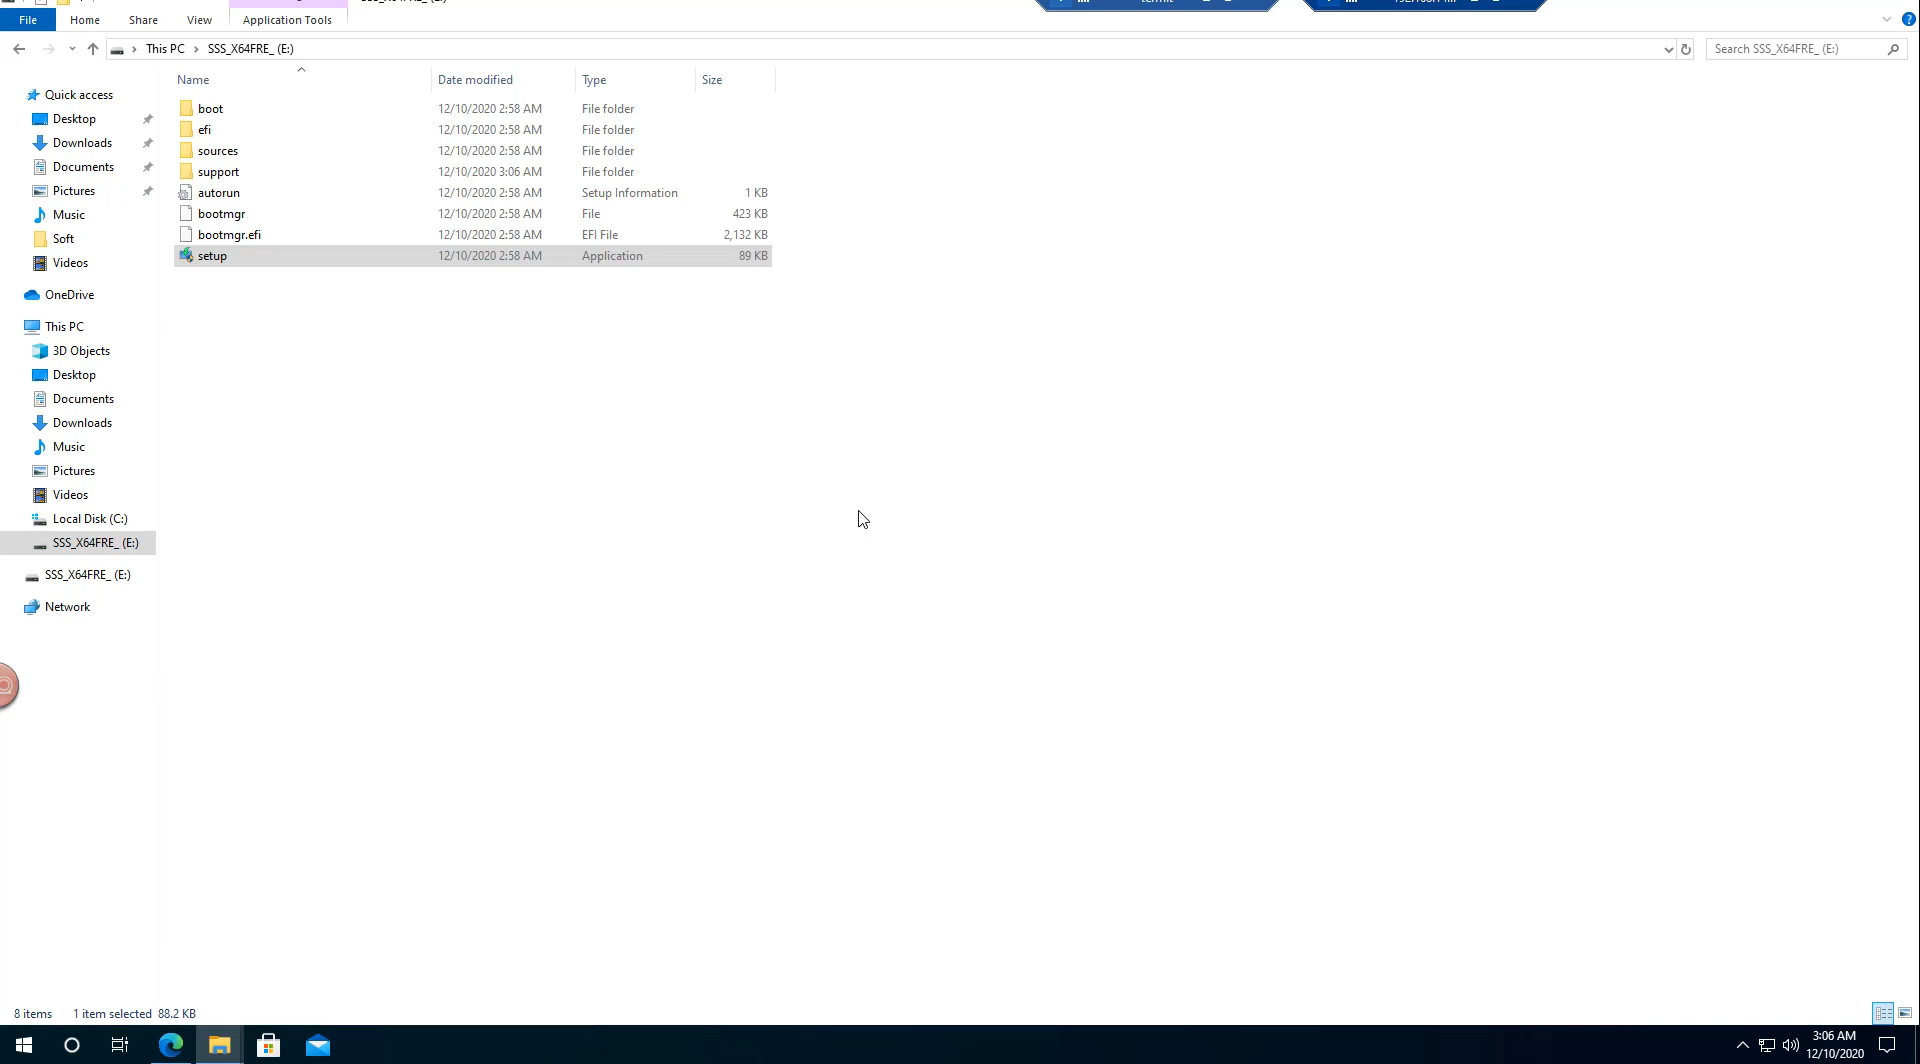 File Home Share View Application Tools
This PC SSS_X64FRE_ (E:) Search SSS_X64FRE_ (E:)
Name Date modified Type Size
Quick access
Desktop
Downloads
Documents
Pictures
Music
Soft
Videos
OneDrive
This PC
3D Objects
Desktop
Documents
Downloads
Music
Pictures
Videos
Local Disk (C:)
SSS_X64FRE_ (E:)
SSS_X64FRE_ (E:)
Network
boot 12/10/2020 2:58 AM File folder
efi 12/10/2020 2:58 AM File folder
sources 12/10/2020 2:58 AM File folder
support 12/10/2020 3:06 AM File folder
autorun 12/10/2020 2:58 AM Setup Information 1 KB
bootmgr 12/10/2020 2:58 AM File 423 KB
bootmgr.efi 12/10/2020 2:58 AM EFI File 2,132 KB
setup 12/10/2020 2:58 AM Application 89 KB
8 items 1 item selected 88.2 KB
3:06 AM
12/10/2020